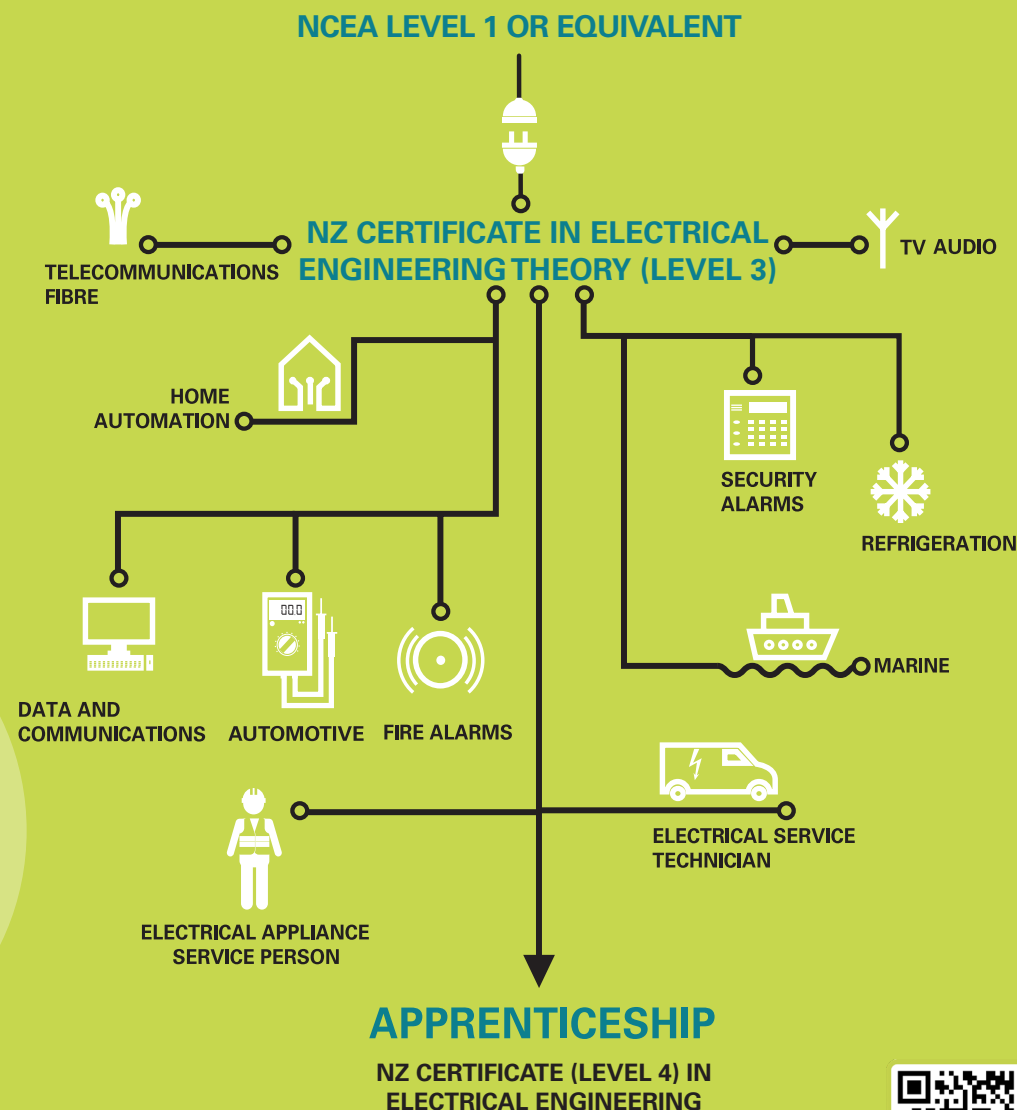 NCEA LEVEL 1 OR EQUIVALENT
NZ CERTIFICATE IN ELECTRICAL
ENGINEERING THEORY (LEVEL 3)
TELECOMMUNICATIONS
FIBRE
TV AUDIO
HOME
AUTOMATION
SECURITY
ALARMS
REFRIGERATION
00.0
MARINE
DATA AND
COMMUNICATIONS
AUTOMOTIVE
FIRE ALARMS
ELECTRICAL SERVICE
TECHNICIAN
ELECTRICAL APPLIANCE
SERVICE PERSON
APPRENTICESHIP
NZ CERTIFICATE (LEVEL 4) IN
ELECTRICAL ENGINEERING